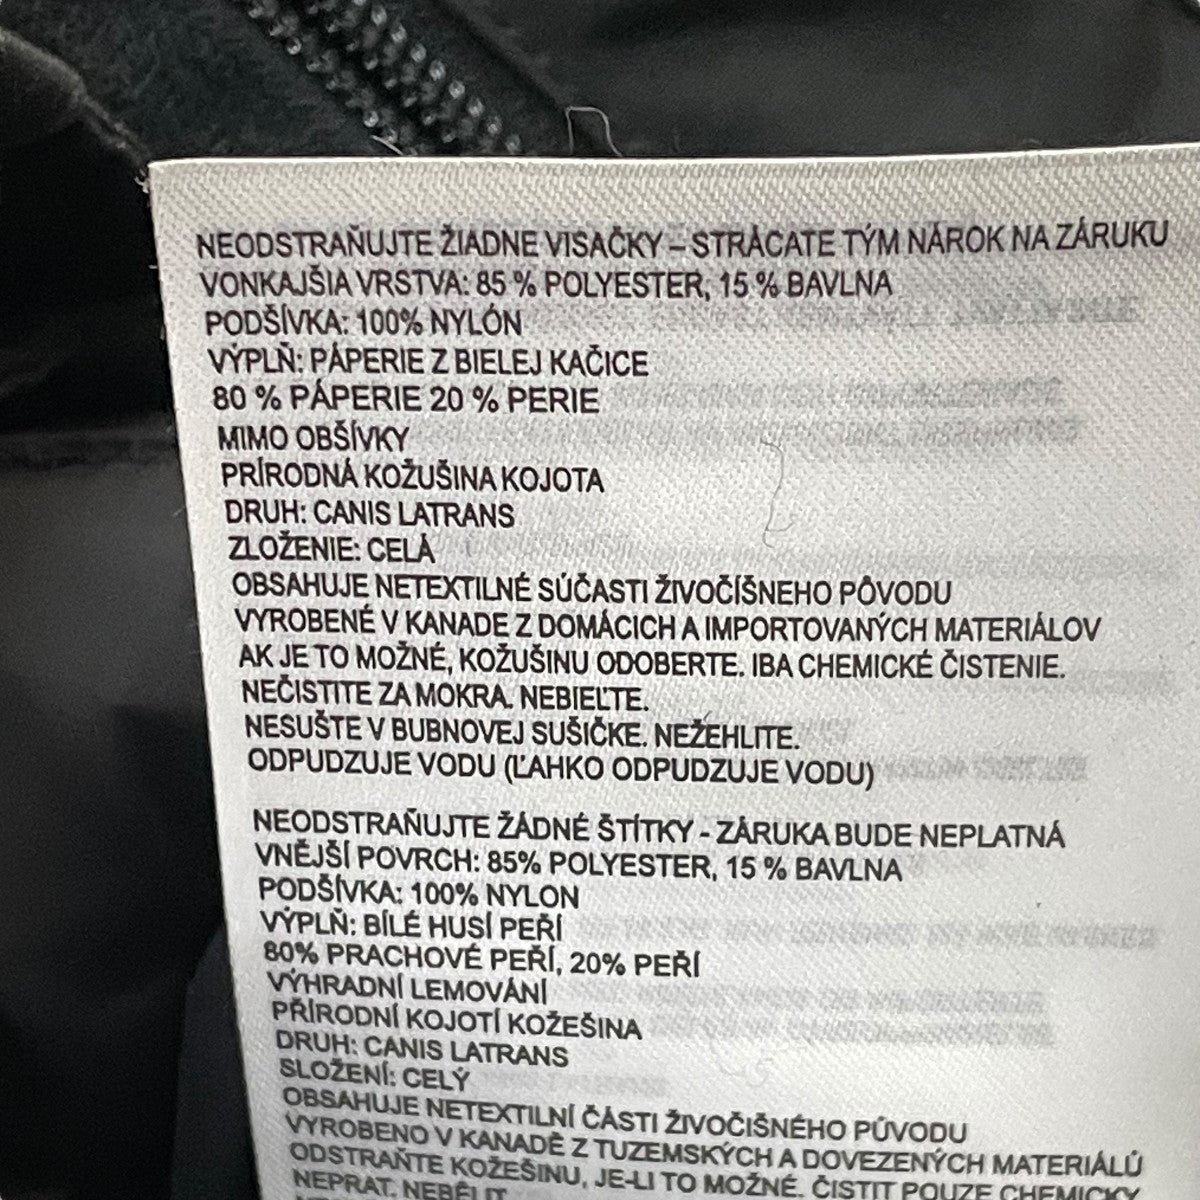 NEODSTRAŇUJTE ŽIADNE VISAČKY – STRÁCATE TÝM NÁROK NA ZÁRUKU
VONKAJŠIA VRSTVA: 85 % POLYESTER, 15 % BAVLNA
PODŠÍVKA: 100% NYLÓN
VÝPLŇ: PÁPERIE Z BIELEJ KAČICE
80 % PÁPERIE 20 % PERIE
MIMO OBŠÍVKY
PRÍRODNÁ KOŽUŠINA KOJOTA
DRUH: CANIS LATRANS
ZLOŽENIE: CELÁ
OBSAHUJE NETEXTILNÉ SÚČASTI ŽIVOČÍŠNEHO PÔVODU
VYROBENÉ V KANADE Z DOMÁCICH A IMPORTOVANÝCH MATERIÁLOV
AK JE TO MOŽNÉ, KOŽUŠINU ODOBERTE. IBA CHEMICKÉ ČISTENIE.
NEČISTITE ZA MOKRA. NEBIEĽTE.
NESUŠTE V BUBNOVEJ SUŠIČKE. NEŽEHLITE.
ODPUDZUJE VODU (ĽAHKO ODPUDZUJE VODU)
NEODSTRAŇUJTE ŽÁDNÉ ŠTÍTKY - ZÁRUKA BUDE NEPLATNÁ
VNĚJŠÍ POVRCH: 85% POLYESTER, 15 % BAVLNA
PODŠÍVKA: 100% NYLON
VÝPLŇ: BÍLÉ HUSÍ PEŘÍ
80% PRACHOVÉ PEŘÍ, 20% PEŘÍ
VÝHRADNÍ LEMOVÁNÍ
PŘÍRODNÍ KOJOTÍ KOŽEŠINA
DRUH: CANIS LATRANS
SLOŽENÍ: CELÝ
OBSAHUJE NETEXTILNÍ ČÁSTI ŽIVOČIŠNÉHO PŮVODU
VYROBENO V KANADĚ Z TUZEMSKÝCH A DOVEZENÝCH MATERIÁLŮ
ODSTRAŇTE KOŽEŠINU, JE-LI TO MOŽNÉ. ČISTIT POUZE CHEMICKY.
NEPRAT. NEBĚLIT.